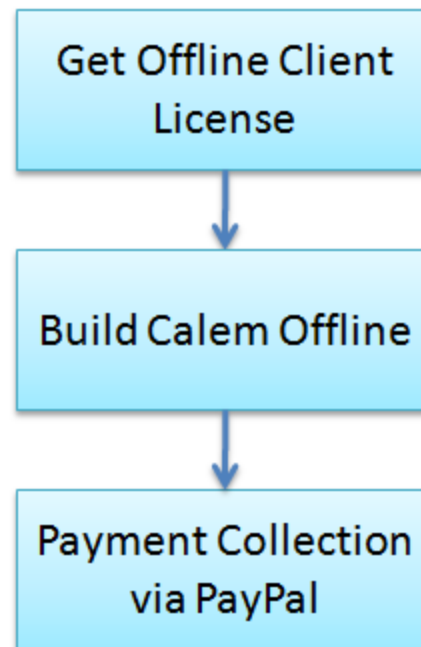 Get Offline Client
License
Build Calem Offline
Payment Collection
via PayPal